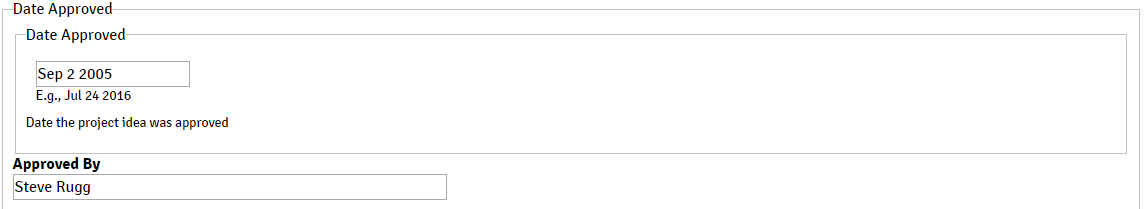 Date Approved
Date Approved
Sep 2 2005
E.g., Jul 24 2016
Date the project idea was approved
Approved By
Steve Rugg